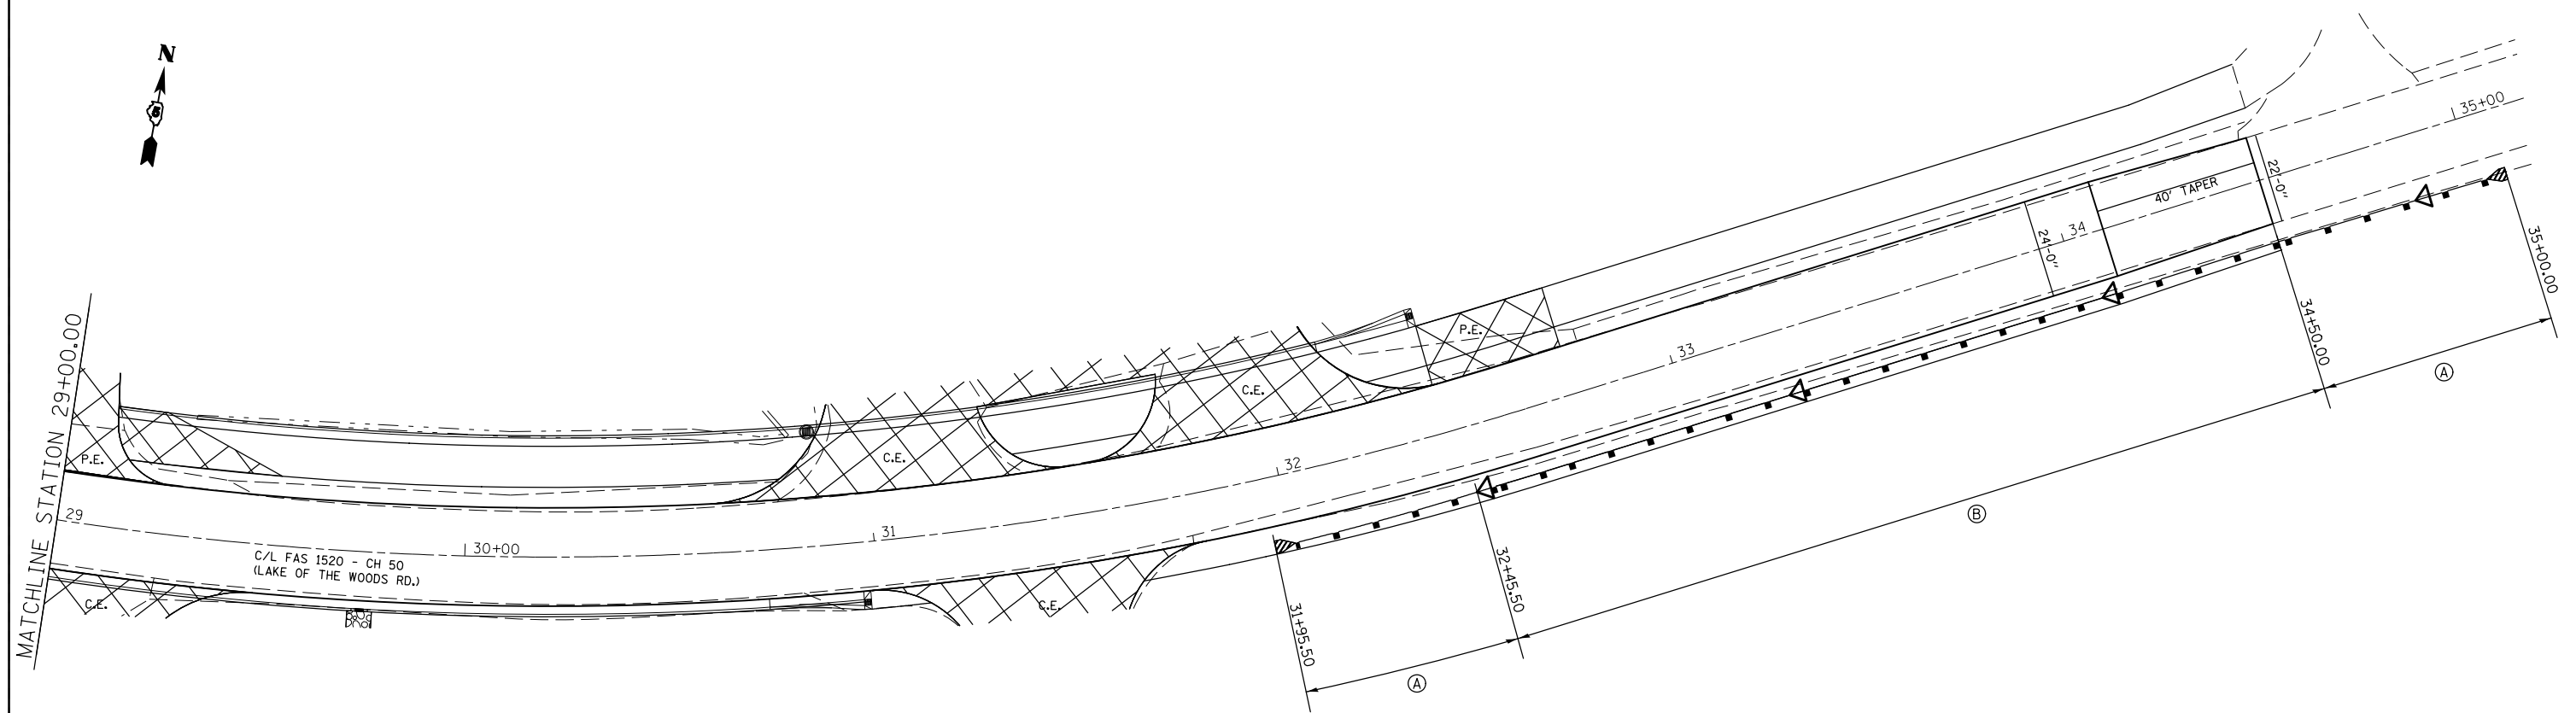 N
MATCHLINE STATION 29+00.00
P.E.
C.E.
29
C/L FAS 1520 - CH 50
(LAKE OF THE WOODS RD.)
30+00
C.E.
31
C.E.
C.E.
32
P.E.
33
24'-0"
34
40' TAPER
22'-0"
35+00
31+95.50
A
32+45.50
B
34+50.00
A
35+00.00